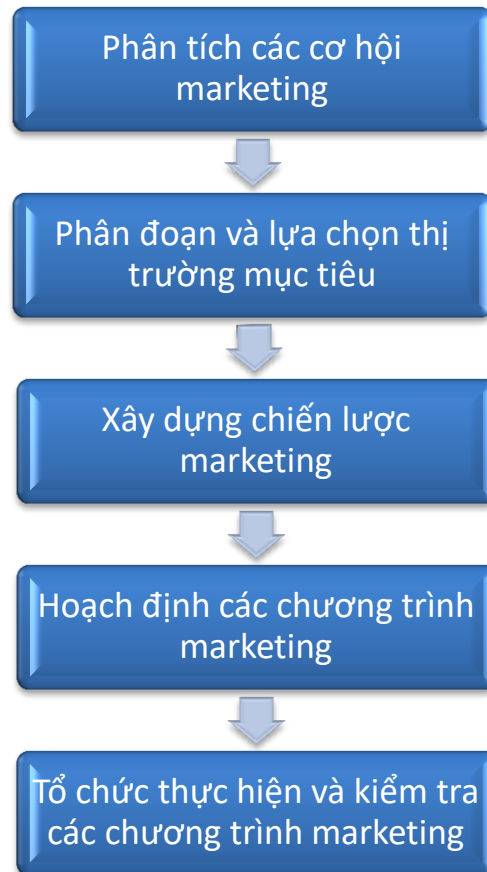 Phân tích các cơ hội
marketing
Phân đoạn và lựa chọn thị
trường mục tiêu
Xây dựng chiến lược
marketing
Hoạch định các chương trình
marketing
Tổ chức thực hiện và kiểm tra
các chương trình marketing